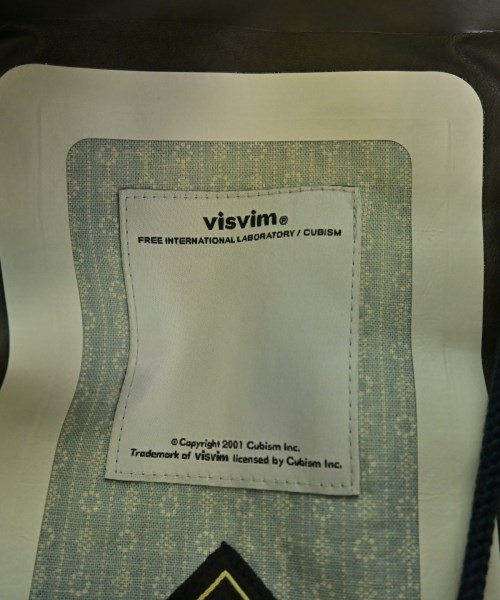 visvim®
FREE INTERNATIONAL LABORATORY / CUBISM
© Copyright 2001 Cubism Inc.
Trademark of visvim licensed by Cubism Inc.